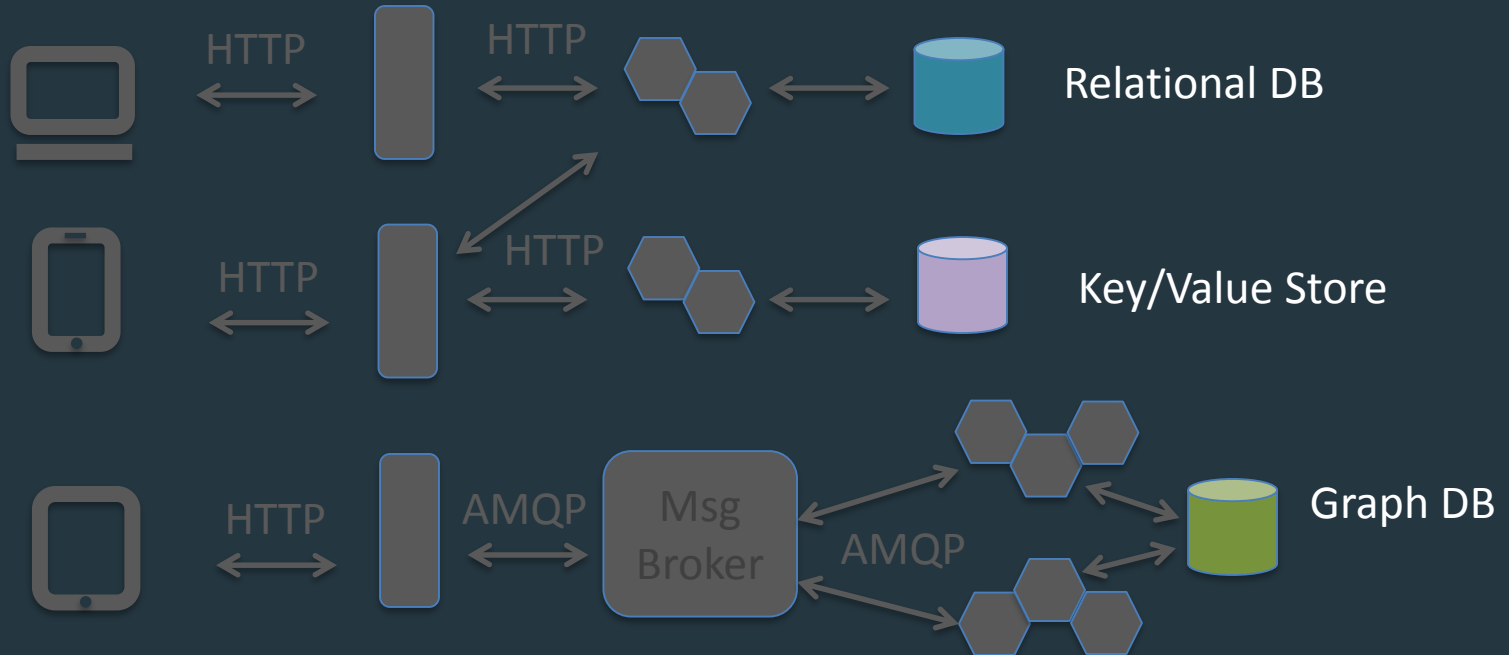 HTTP
HTTP
Relational DB
HTTP
HTTP
Key/Value Store
HTTP
AMQP
Msg
Broker
AMQP
Graph DB